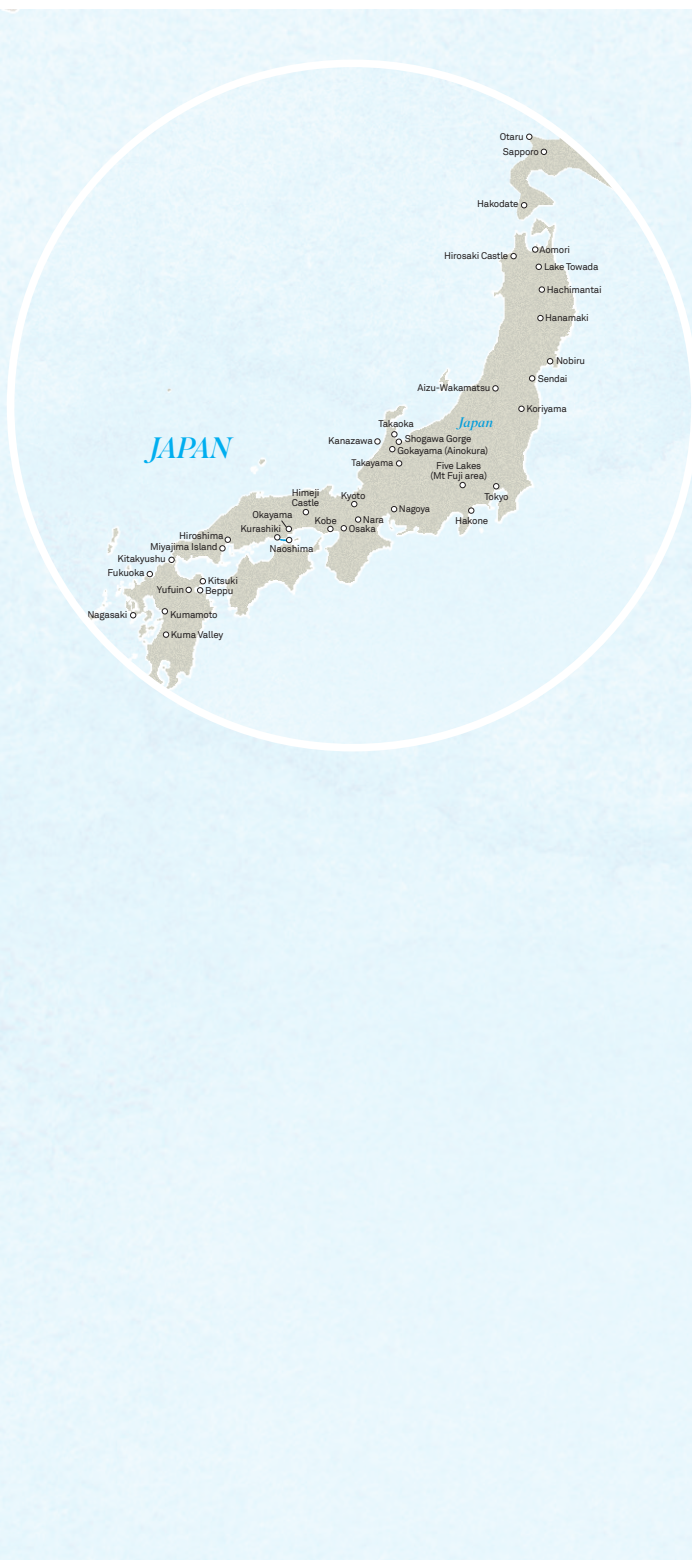 Otaru
Sapporo
Hakodate
Aomori
Hirosaki Castle
Lake Towada
Hachimantai
Hanamaki
Nobiru
Sendai
Aizu-Wakamatsu
Koriyama
Japan
Takaoka
Kanazawa
Shogawa Gorge
JAPAN
Gokayama (Ainokura)
Takayama
Five Lakes
(Mt Fuji area)
Tokyo
Himeji
Castle
Kyoto
Nagoya
Okayama
Kobe
Nara
Hakone
Kurashiki
Osaka
Hiroshima
Miyajima Island
Naoshima
Kitakyushu
Fukuoka
Kitsuki
Yufuin
Beppu
Nagasaki
Kumamoto
Kuma Valley